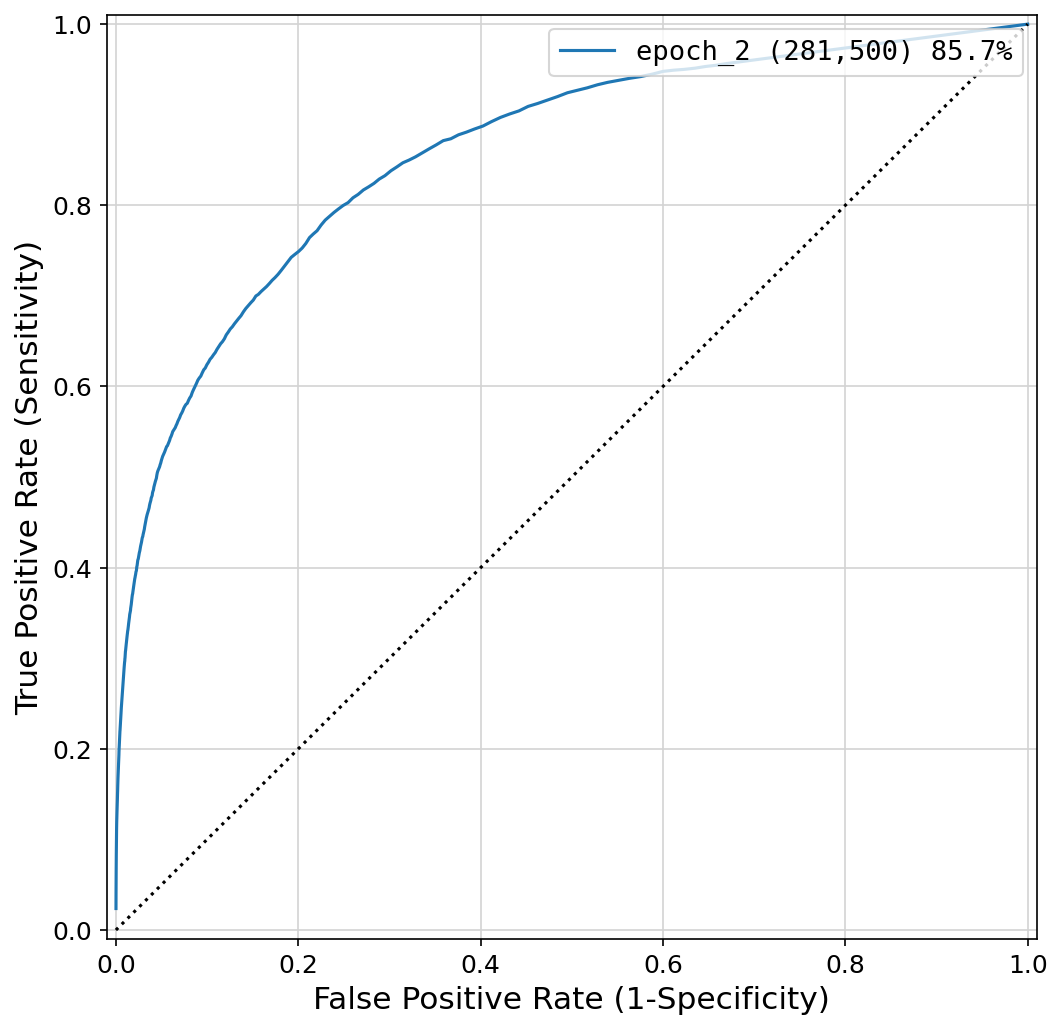 epoch_2 (281,500) 85.7%
1.0
0.8
0.6
0.4
0.2
0.0
True Positive Rate (Sensitivity)
0.0 0.2 0.4 0.6 0.8 1.0
False Positive Rate (1-Specificity)